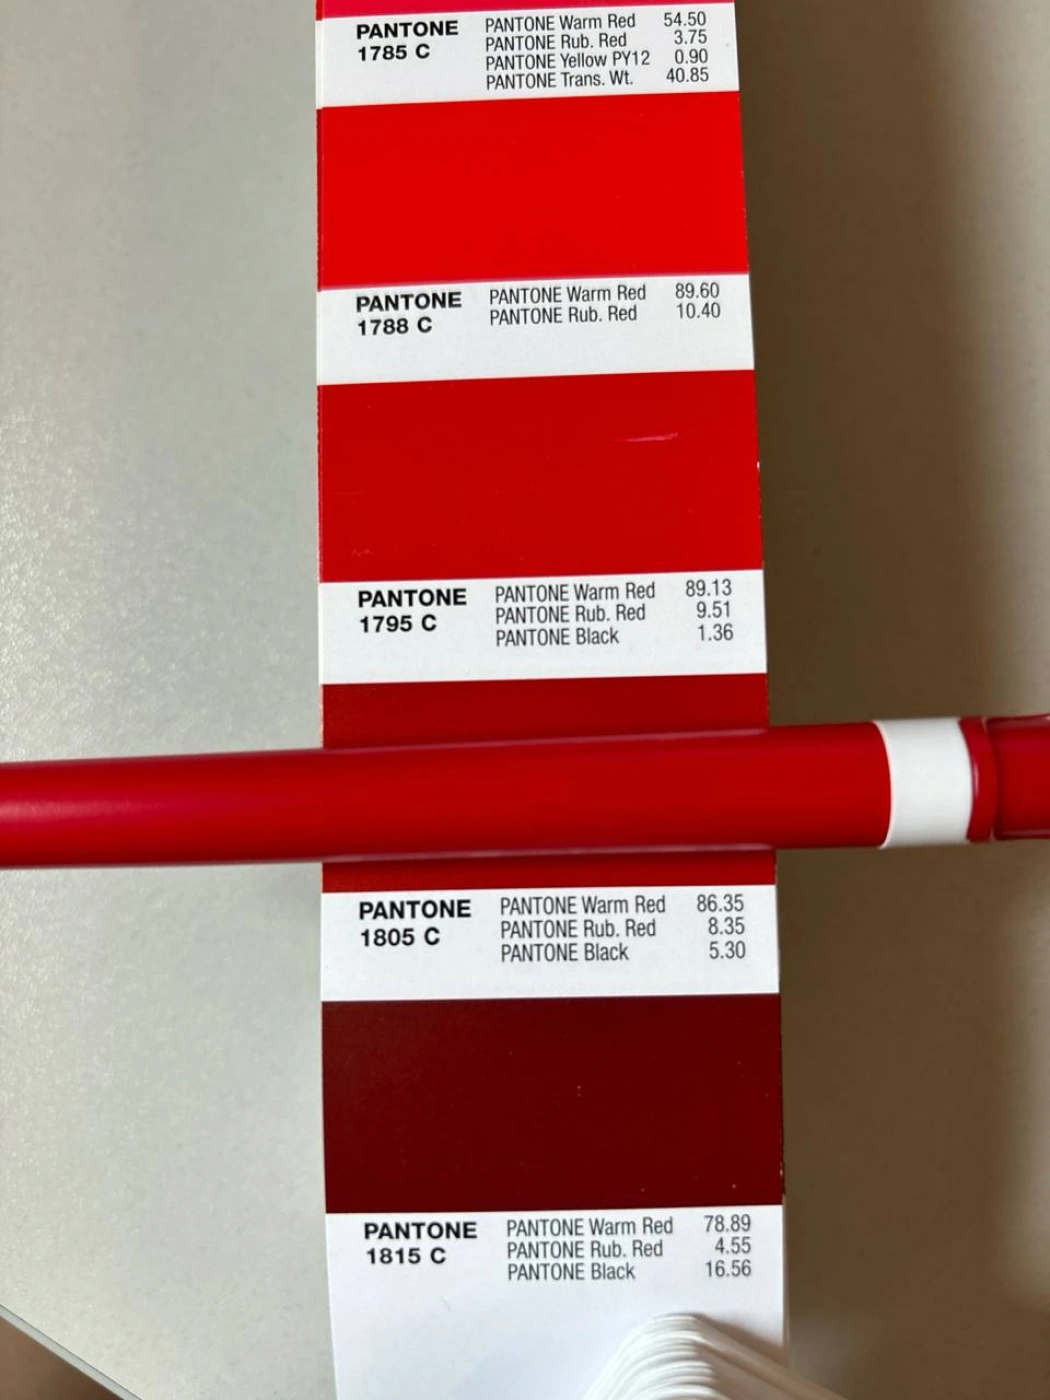 PANTONE
1785 C
PANTONE Warm Red 54.50
PANTONE Rub. Red 3.75
PANTONE Yellow PY12 0.90
PANTONE Trans. Wt. 40.85
PANTONE
1788 C
PANTONE Warm Red 89.60
PANTONE Rub. Red 10.40
PANTONE
1795 C
PANTONE Warm Red 89.13
PANTONE Rub. Red 9.51
PANTONE Black 1.36
PANTONE
1805 C
PANTONE Warm Red 86.35
PANTONE Rub. Red 8.35
PANTONE Black 5.30
PANTONE
1815 C
PANTONE Warm Red 78.89
PANTONE Rub. Red 4.55
PANTONE Black 16.56